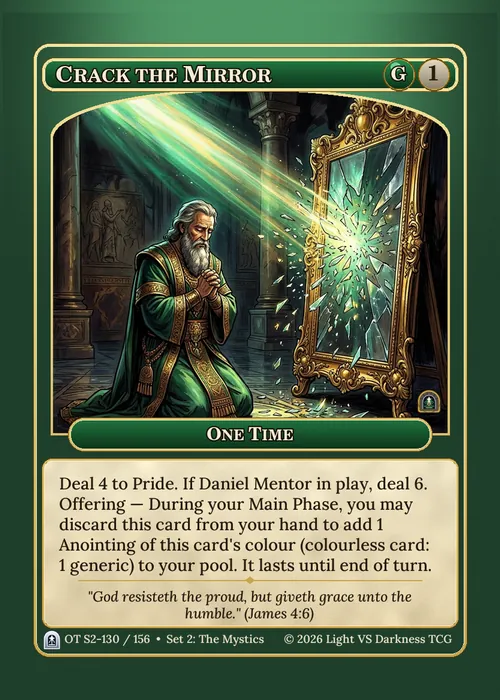 Crack the Mirror G 1
One Time
Deal 4 to Pride. If Daniel Mentor in play, deal 6.
Offering — During your Main Phase, you may
discard this card from your hand to add 1
Anointing of this card's colour (colourless card:
1 generic) to your pool. It lasts until end of turn.
"God resisteth the proud, but giveth grace unto the
humble." (James 4:6)
OT S2-130 / 156 • Set 2: The Mystics © 2026 Light VS Darkness TCG